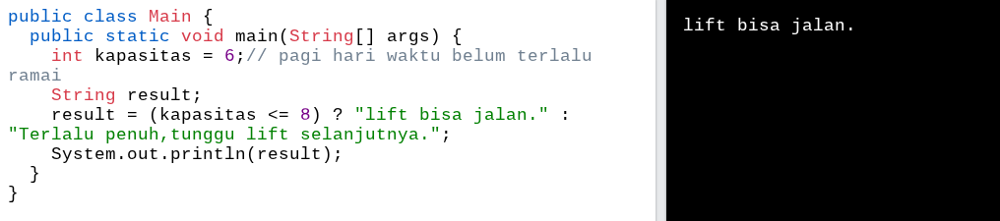 public class Main {
  public static void main(String[] args) {
    int kapasitas = 6;// pagi hari waktu belum terlalu
ramai
    String result;
    result = (kapasitas <= 8) ? "lift bisa jalan." :
"Terlalu penuh,tunggu lift selanjutnya.";
    System.out.println(result);
  }
}
lift bisa jalan.